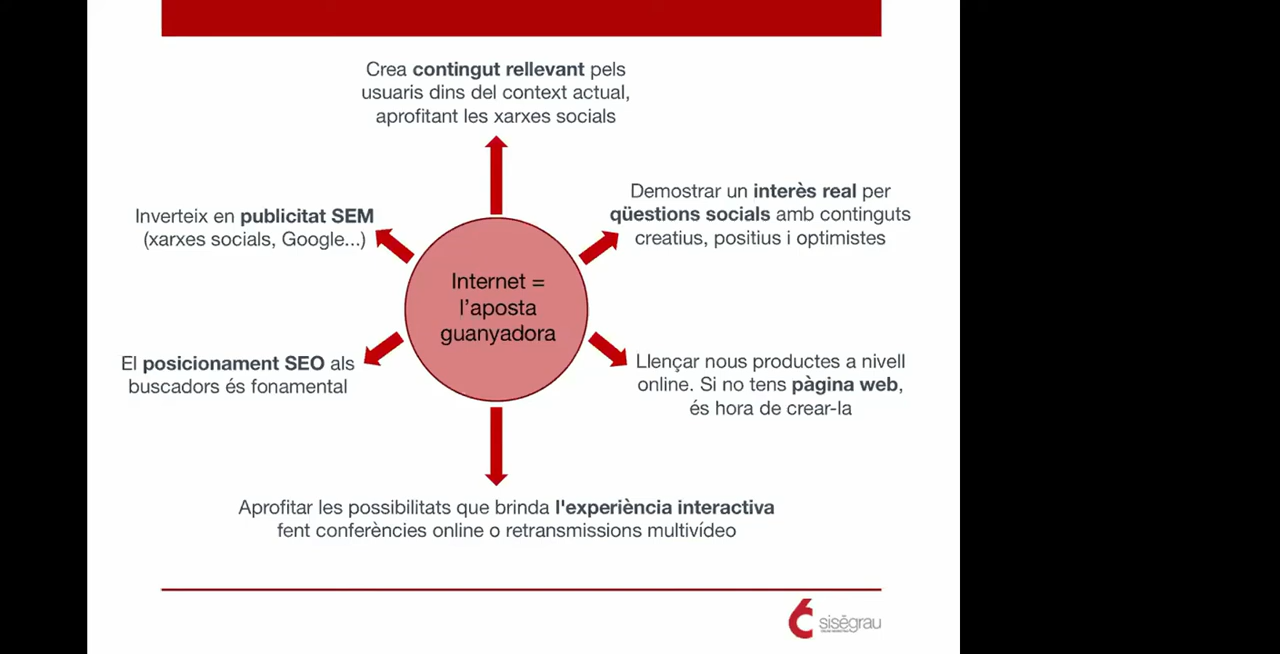 Crea contingut rellevant pels
usuaris dins del context actual,
aprofitant les xarxes socials
Inverteix en publicitat SEM
(xarxes socials, Google...)
Demostrar un interès real per
qüestions socials amb continguts
creatius, positius i optimistes
Internet =
l'aposta
guanyadora
El posicionament SEO als
buscadors és fonamental
Llençar nous productes a nivell
online. Si no tens pàgina web,
és hora de crear-la
Aprofitar les possibilitats que brinda l'experiència interactiva
fent conferències online o retransmissions multivídeo
6 sisègrau